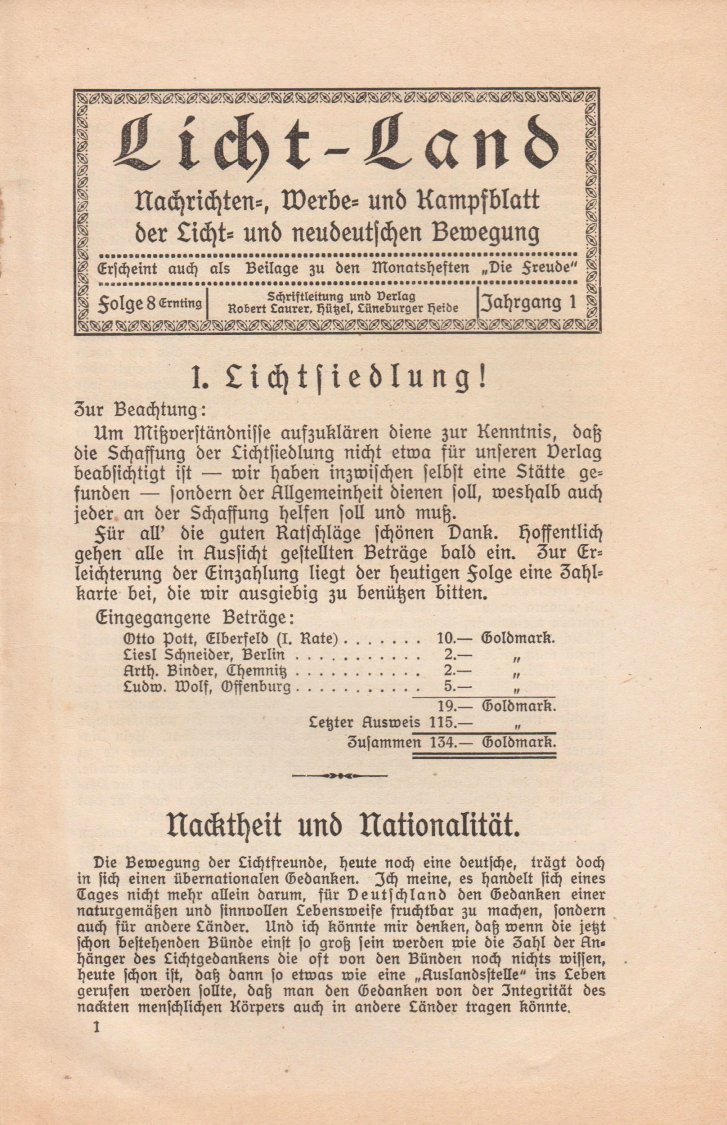 Licht-Land
Nachrichten-, Werbe- und Kampfblatt
der Licht- und neudeutschen Bewegung
Erscheint auch als Beilage zu den Monatsheften „Die Freude“
Folge 8 Ernting
Schriftleitung und Verlag
Robert Laurer, Hützel, Lüneburger Heide
Jahrgang 1
1. Lichtsiedlung!
Zur Beachtung:
Um Mißverständnisse aufzuklären diene zur Kenntnis, daß
die Schaffung der Lichtsiedlung nicht etwa für unseren Verlag
beabsichtigt ist — wir haben inzwischen selbst eine Stätte ge-
funden — sondern der Allgemeinheit dienen soll, weshalb auch
jeder an der Schaffung helfen soll und muß.
Für all’ die guten Ratschläge schönen Dank. Hoffentlich
gehen alle in Aussicht gestellten Beträge bald ein. Zur Er-
leichterung der Einzahlung liegt der heutigen Folge eine Zahl-
karte bei, die wir ausgiebig zu benützen bitten.
Eingegangene Beträge:
Otto Pott, Elberfeld (I. Rate) . . . . . . . 10.— Goldmark.
Liesl Schneider, Berlin . . . . . . . . . . . 2.— „
Arth. Binder, Chemnitz . . . . . . . . . . . 2.— „
Ludw. Wolf, Offenburg . . . . . . . . . . . 5.— „
19.— Goldmark.
Letzter Ausweis 115.— „
Zusammen 134.— Goldmark.
Nacktheit und Nationalität.
Die Bewegung der Lichtfreunde, heute noch eine deutsche, trägt doch
in sich einen übernationalen Gedanken. Ich meine, es handelt sich eines
Tages nicht mehr allein darum, für Deutschland den Gedanken einer
naturgemäßen und sinnvollen Lebensweise fruchtbar zu machen, sondern
auch für andere Länder. Und ich könnte mir denken, daß wenn die jetzt
schon bestehenden Bünde einst so groß sein werden wie die Zahl der An-
hänger des Lichtgedankens die oft von den Bünden noch nichts wissen,
heute schon ist, daß dann so etwas wie eine „Auslandsstelle“ ins Leben
gerufen werden sollte, daß man den Gedanken von der Integrität des
nackten menschlichen Körpers auch in andere Länder tragen könnte.
1